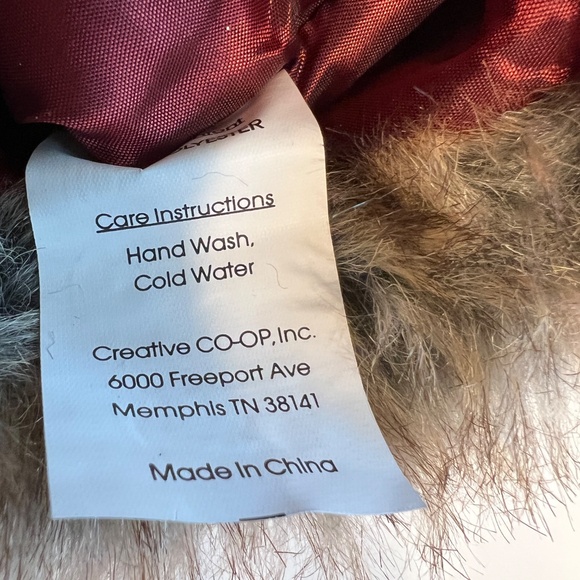 Care Instructions
Hand Wash,
Cold Water
Creative CO-OP, Inc.
6000 Freeport Ave
Memphis TN 38141
Made In China